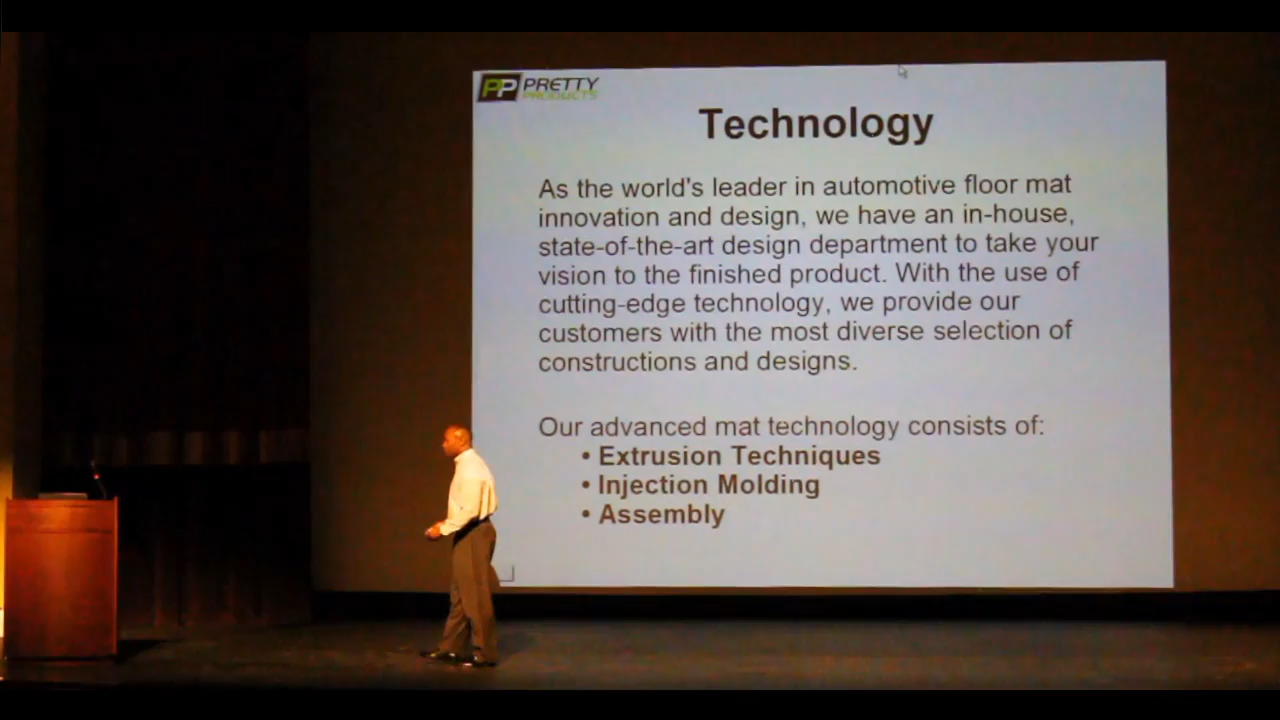 PP PRETTY
PRODUCTS
Technology
As the world's leader in automotive floor mat
innovation and design, we have an in-house,
state-of-the-art design department to take your
vision to the finished product. With the use of
cutting-edge technology, we provide our
customers with the most diverse selection of
constructions and designs.
Our advanced mat technology consists of:
• Extrusion Techniques
• Injection Molding
• Assembly